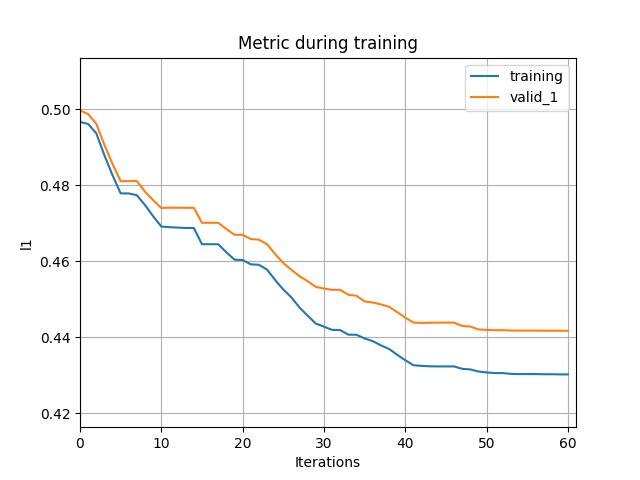 Metric during training
training
valid_1
0.50
0.48
0.46
0.44
0.42
l1
0 10 20 30 40 50 60
Iterations